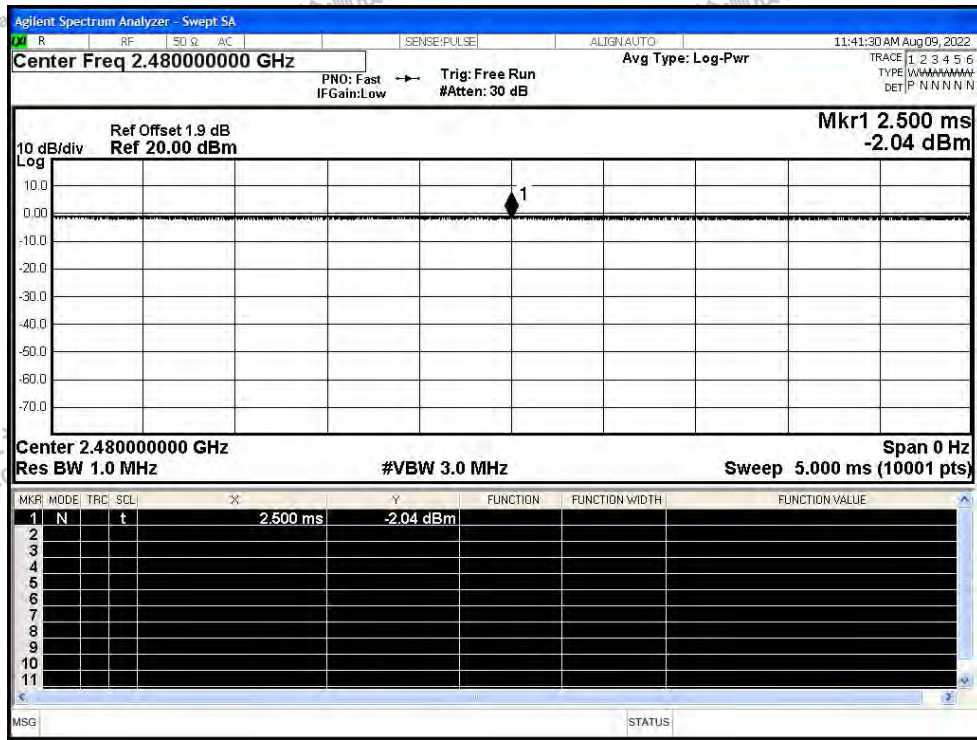 Agilent Spectrum Analyzer - Swept SA
LXI R RF 50 Ω AC SENSE:PULSE ALIGNAUTO 11:41:30 AM Aug 09, 2022
Center Freq 2.480000000 GHz
Avg Type: Log-Pwr
TRACE 1 2 3 4 5 6
PNO: Fast
Trig: Free Run
TYPE WWWWWW
IFGain:Low
#Atten: 30 dB
DET P N N N N N
Mkr1 2.500 ms
Ref Offset 1.9 dB
-2.04 dBm
10 dB/div Ref 20.00 dBm
Log
10.0
1
0.00
-10.0
-20.0
-30.0
-40.0
-50.0
-60.0
-70.0
Center 2.480000000 GHz Span 0 Hz
Res BW 1.0 MHz #VBW 3.0 MHz Sweep 5.000 ms (10001 pts)
MKR MODE TRC SCL X Y FUNCTION FUNCTION WIDTH FUNCTION VALUE
1 N t 2.500 ms -2.04 dBm
2
3
4
5
6
7
8
9
10
11
MSG STATUS